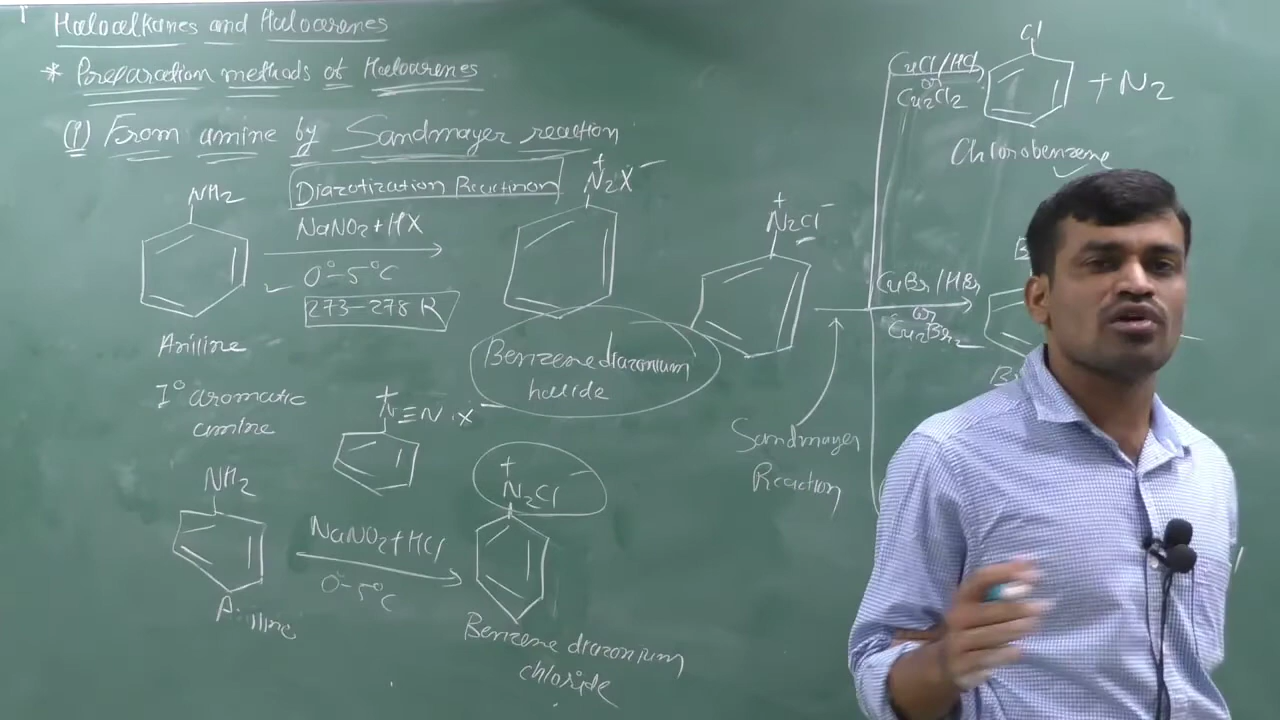 Haloalkanes and Haloarenes
* Preparation methods of Haloarenes
(1) From amine by Sandmayer reaction
NH2
Diazotization Reactinon
NaNO2+HX
0°-5°C
273-278 K
Aniline
1° aromatic
amine
+
N2X-
Benzene diazonium
halide
+
N≡N·X-
NH2
Aniline
NaNO2+HCl
0°-5°C
+ -
N2Cl
Benzene diazonium
chloride
+ -
N2Cl
Sandmayer
Reaction
CuCl/HCl
or
Cu2Cl2
Cl
+ N2
Chlorobenzene
CuBr/HBr
or
Cu2Br2
B
Br